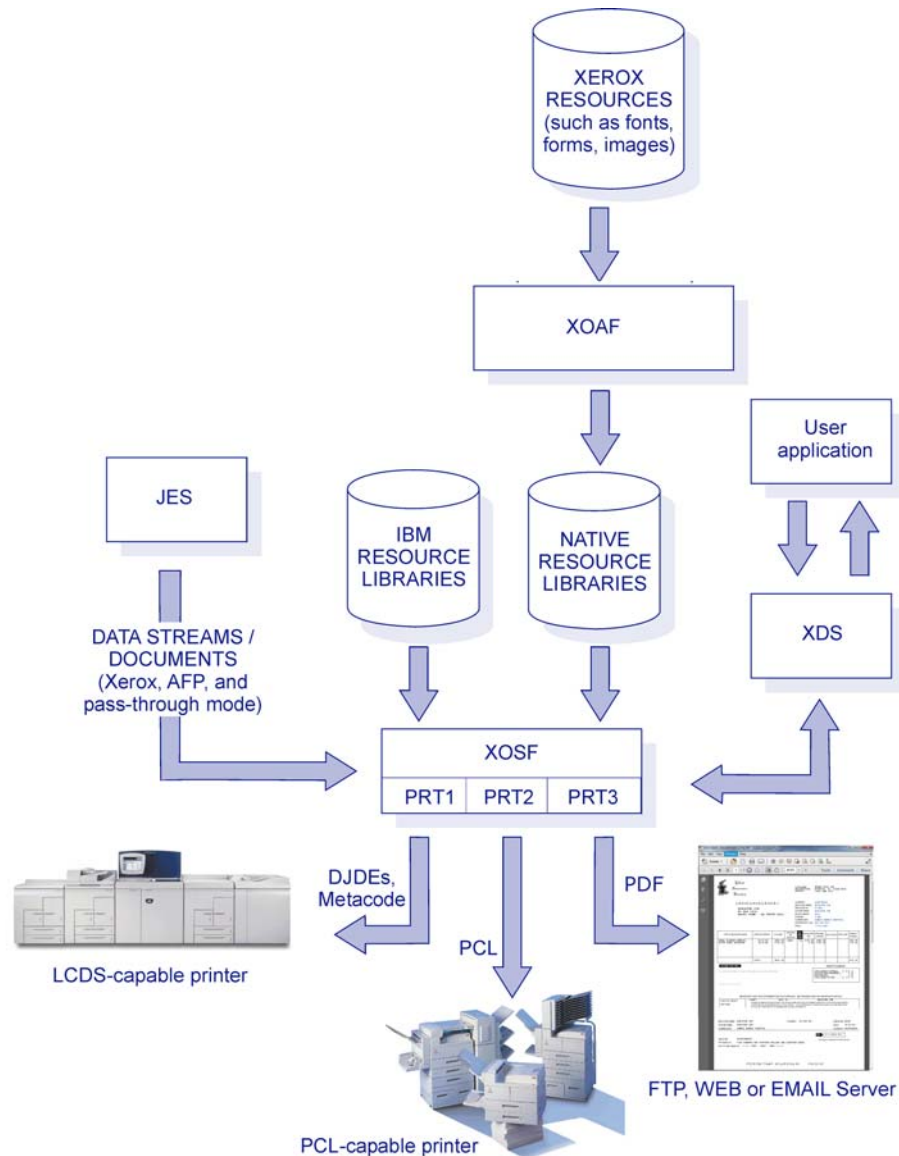 XEROX
RESOURCES
(such as fonts,
forms, images)
XOAF
User
application
JES
IBM
RESOURCE
LIBRARIES
NATIVE
RESOURCE
LIBRARIES
XDS
DATA STREAMS /
DOCUMENTS
(Xerox, AFP, and
pass-through mode)
XOSF
PRT1
PRT2
PRT3
DJDEs,
Metacode
PCL
PDF
LCDS-capable printer
PCL-capable printer
FTP, WEB or EMAIL Server